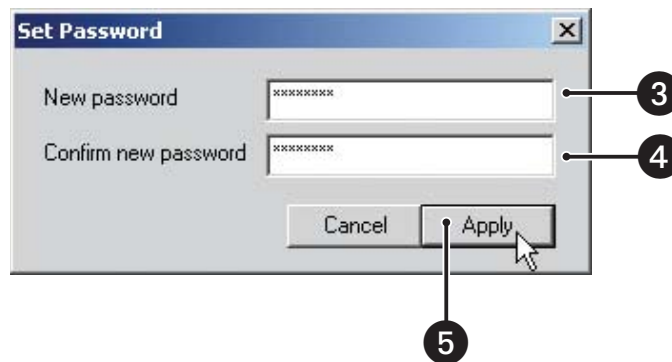 Set Password
New password ******** 3
Confirm new password ******** 4
Cancel Apply
5